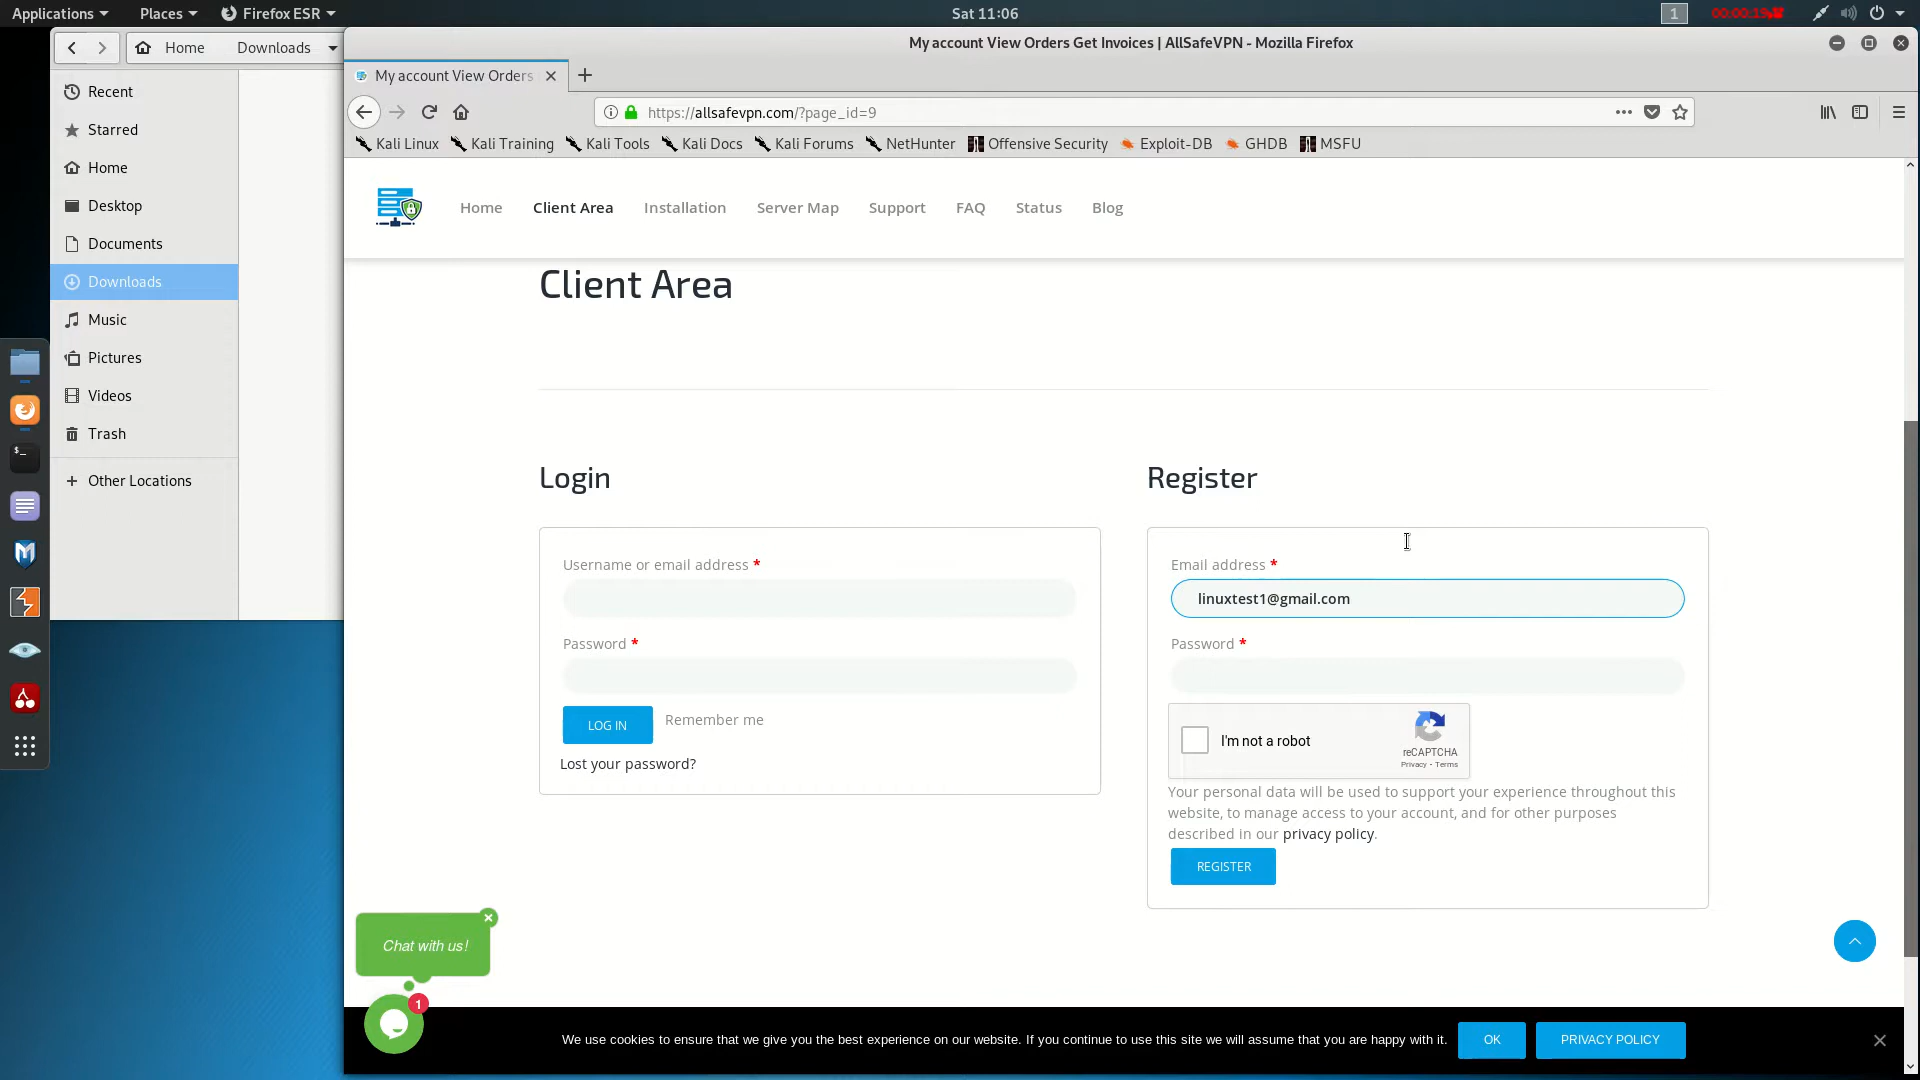 Applications
Places
Firefox ESR
Sat 11:06
1
Home
Downloads
My account View Orders Get Invoices | AllSafeVPN - Mozilla Firefox
Recent
Starred
Home
Desktop
Documents
Downloads
Music
Pictures
Videos
Trash
+ Other Locations
My account View Orders
https://allsafevpn.com/?page_id=9
Kali Linux
Kali Training
Kali Tools
Kali Docs
Kali Forums
NetHunter
Offensive Security
Exploit-DB
GHDB
MSFU
Home
Client Area
Installation
Server Map
Support
FAQ
Status
Blog
Client Area
Login
Username or email address *
Password *
LOG IN
Remember me
Lost your password?
Register
Email address *
linuxtest1@gmail.com
Password *
I'm not a robot
reCAPTCHA
Privacy - Terms
Your personal data will be used to support your experience throughout this
website, to manage access to your account, and for other purposes
described in our privacy policy.
REGISTER
Chat with us!
1
We use cookies to ensure that we give you the best experience on our website. If you continue to use this site we will assume that you are happy with it.
OK
PRIVACY POLICY